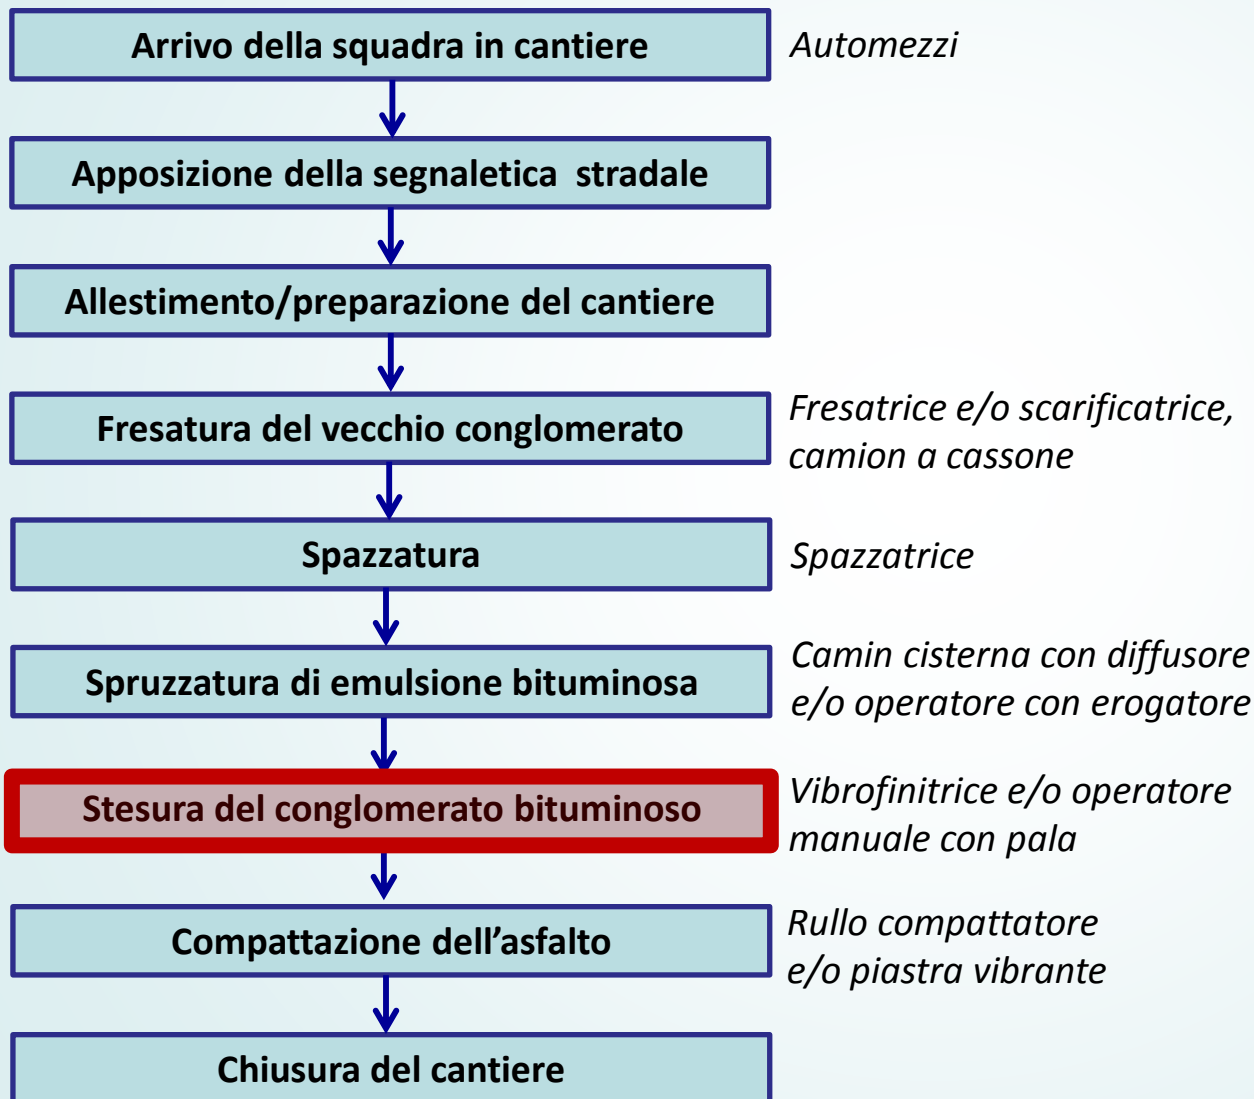 Arrivo della squadra in cantiere
Automezzi
Apposizione della segnaletica stradale
Allestimento/preparazione del cantiere
Fresatura del vecchio conglomerato
Fresatrice e/o scarificatrice,
camion a cassone
Spazzatura
Spazzatrice
Spruzzatura di emulsione bituminosa
Camin cisterna con diffusore
e/o operatore con erogatore
Stesura del conglomerato bituminoso
Vibrofinitrice e/o operatore
manuale con pala
Compattazione dell’asfalto
Rullo compattatore
e/o piastra vibrante
Chiusura del cantiere